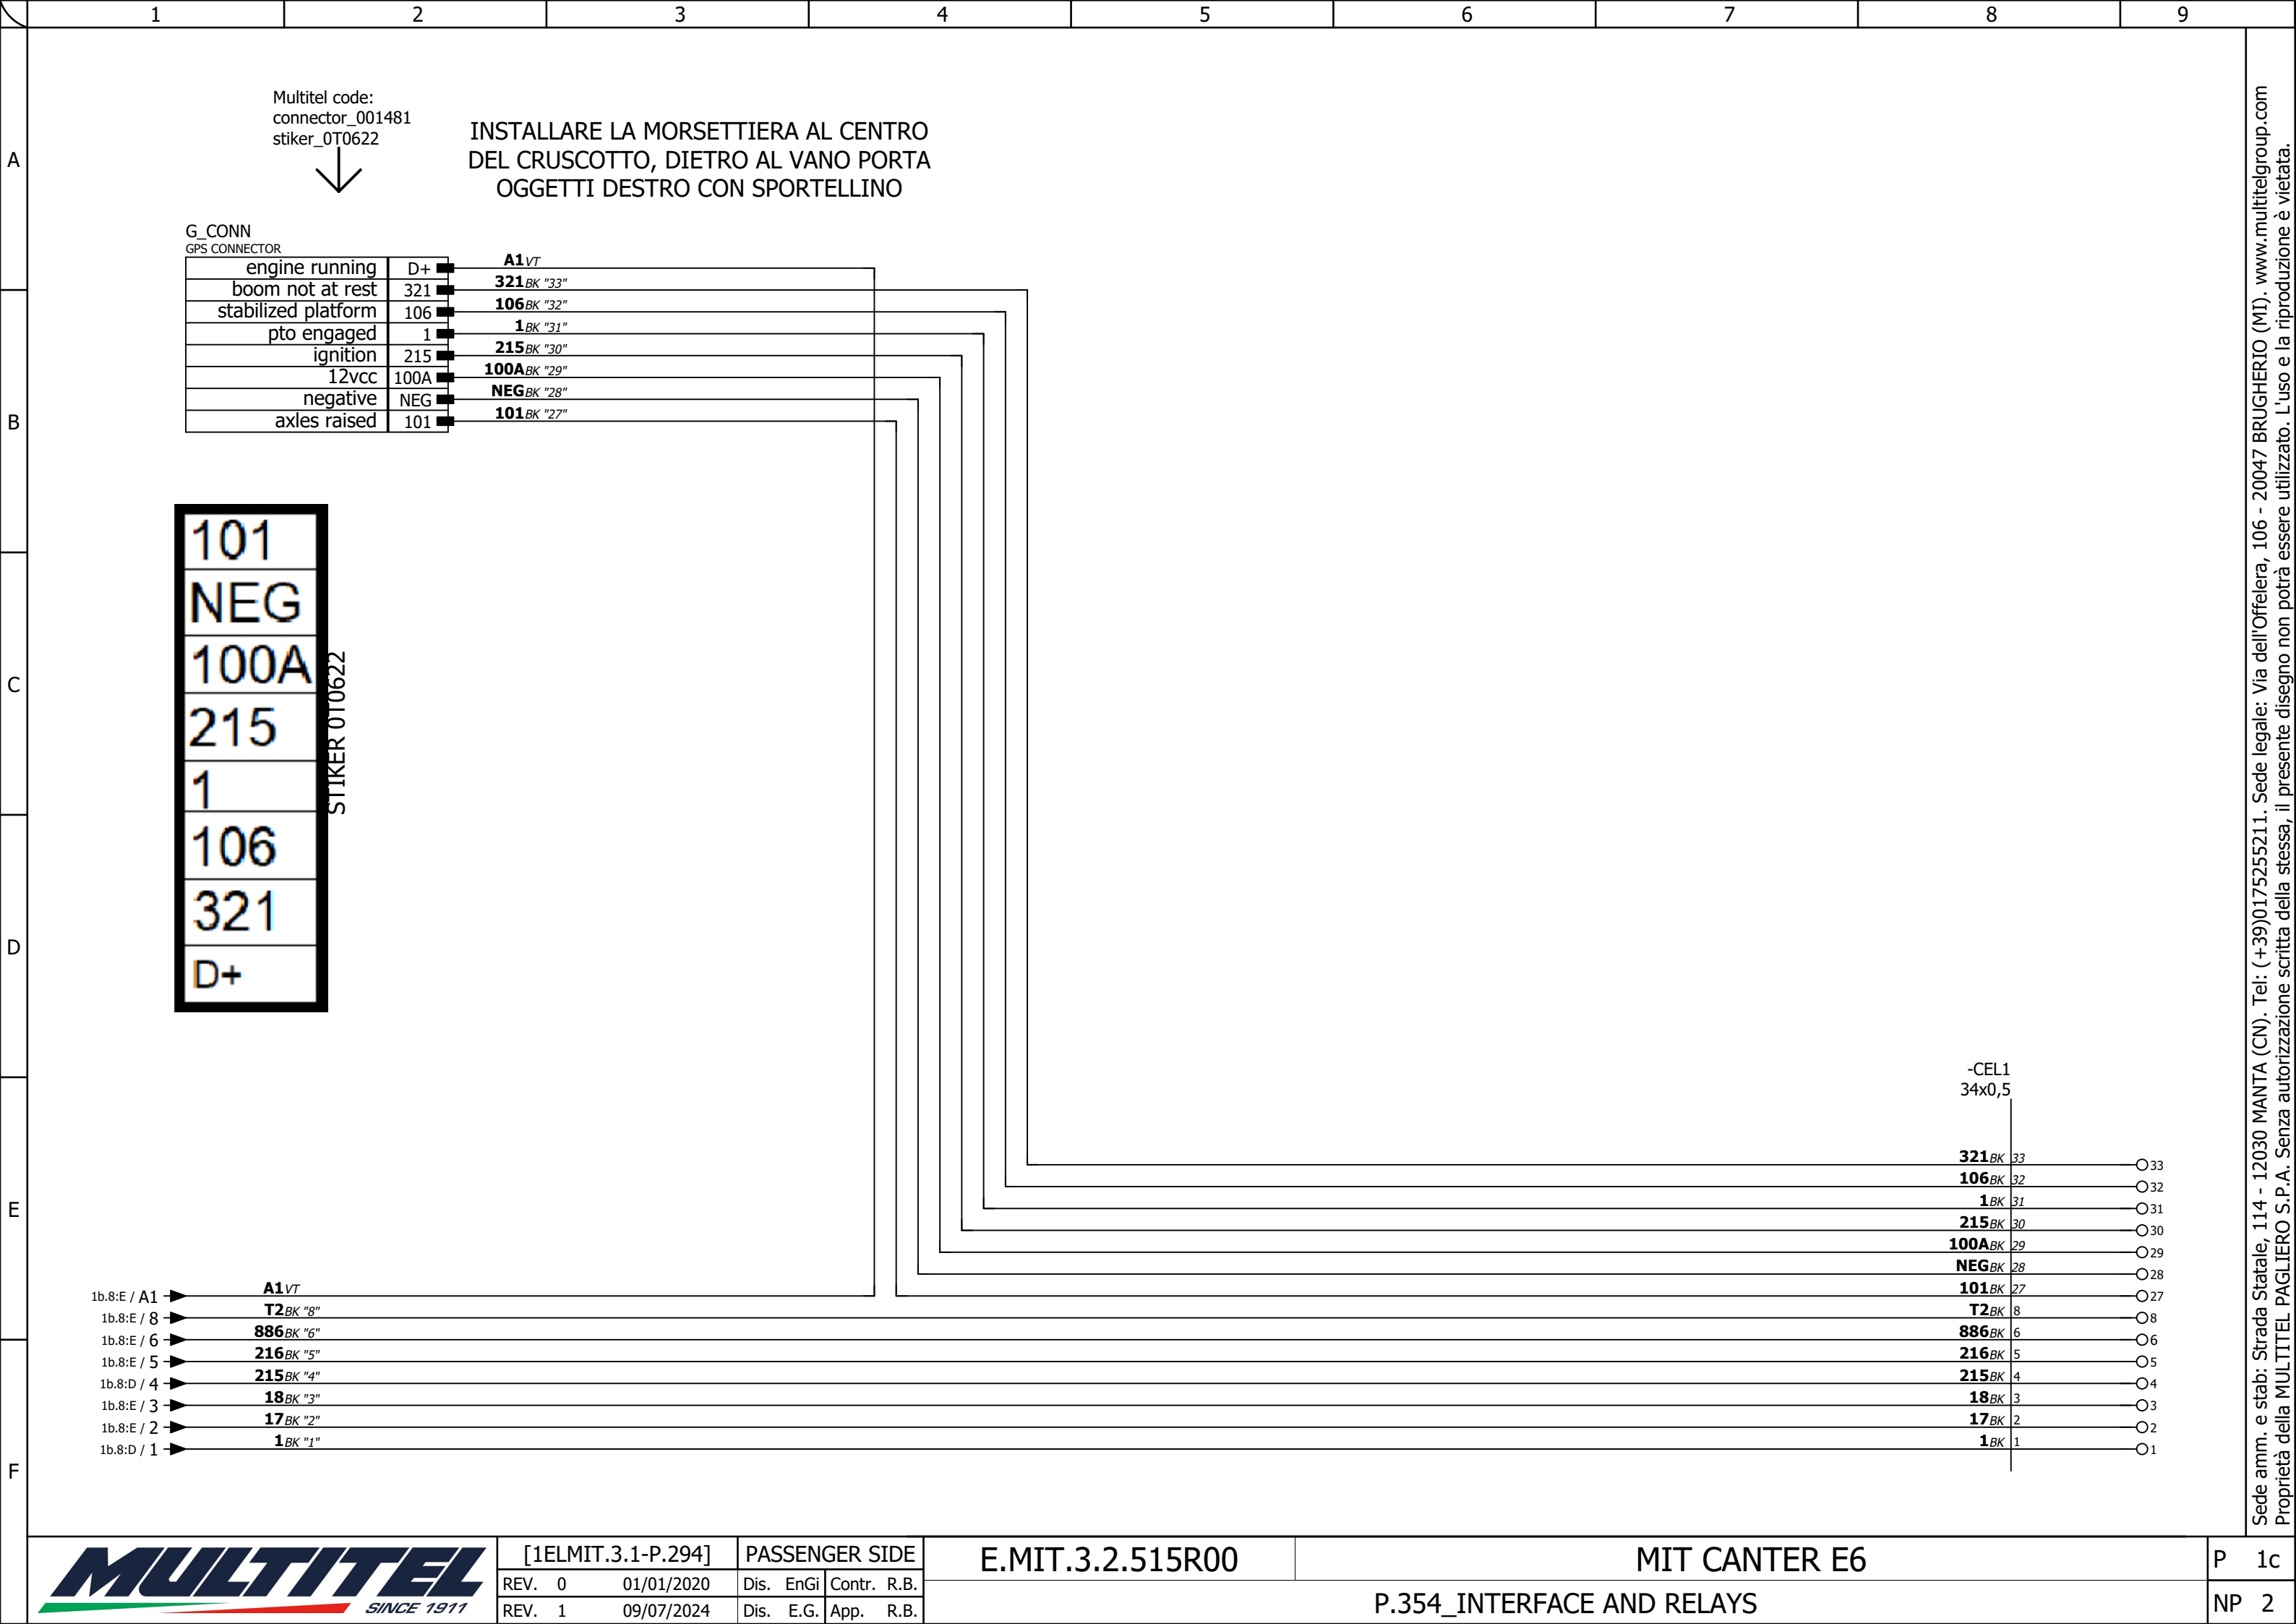 1 2 3 4 5 6 7 8 9
A
B
C
D
E
F
Multitel code:
connector_001481
stiker_0T0622
INSTALLARE LA MORSETTIERA AL CENTRO
DEL CRUSCOTTO, DIETRO AL VANO PORTA
OGGETTI DESTRO CON SPORTELLINO
G_CONN
GPS CONNECTOR
engine running D+ A1 VT
boom not at rest 321 321 BK "33"
stabilized platform 106 106 BK "32"
pto engaged 1 1 BK "31"
ignition 215 215 BK "30"
12vcc 100A 100A BK "29"
negative NEG NEG BK "28"
axles raised 101 101 BK "27"
101
NEG
100A
215
1
106
321
D+
STIKER 0T0622
-CEL1
34x0,5
321 BK 33 33
106 BK 32 32
1 BK 31 31
215 BK 30 30
100A BK 29 29
NEG BK 28 28
101 BK 27 27
1b.8:E / A1 A1 VT
1b.8:E / 8 T2 BK "8" T2 BK 8 8
1b.8:E / 6 886 BK "6" 886 BK 6 6
1b.8:E / 5 216 BK "5" 216 BK 5 5
1b.8:D / 4 215 BK "4" 215 BK 4 4
1b.8:E / 3 18 BK "3" 18 BK 3 3
1b.8:E / 2 17 BK "2" 17 BK 2 2
1b.8:D / 1 1 BK "1" 1 BK 1 1
Sede amm. e stab: Strada Statale, 114 - 12030 MANTA (CN). Tel: (+39)0175255211. Sede legale: Via dell'Offelera, 106 - 20047 BRUGHERIO (MI). www.multitelgroup.com
Proprietà della MULTITEL PAGLIERO S.P.A. Senza autorizzazione scritta della stessa, il presente disegno non potrà essere utilizzato. L'uso e la riproduzione è vietata.
MULTITEL
SINCE 1911
[1ELMIT.3.1-P.294] PASSENGER SIDE
REV. 0 01/01/2020 Dis. EnGi Contr. R.B.
REV. 1 09/07/2024 Dis. E.G. App. R.B.
E.MIT.3.2.515R00 MIT CANTER E6
P.354_INTERFACE AND RELAYS
P 1c
NP 2